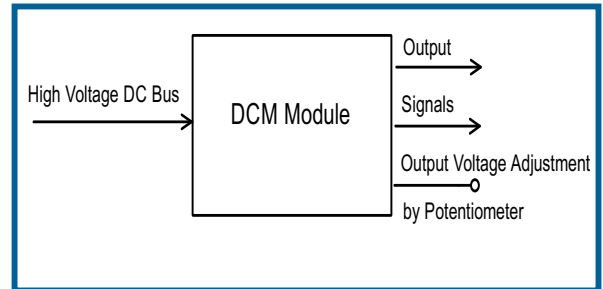 High Voltage DC Bus
DCM Module
Output
Signals
Output Voltage Adjustment
by Potentiometer